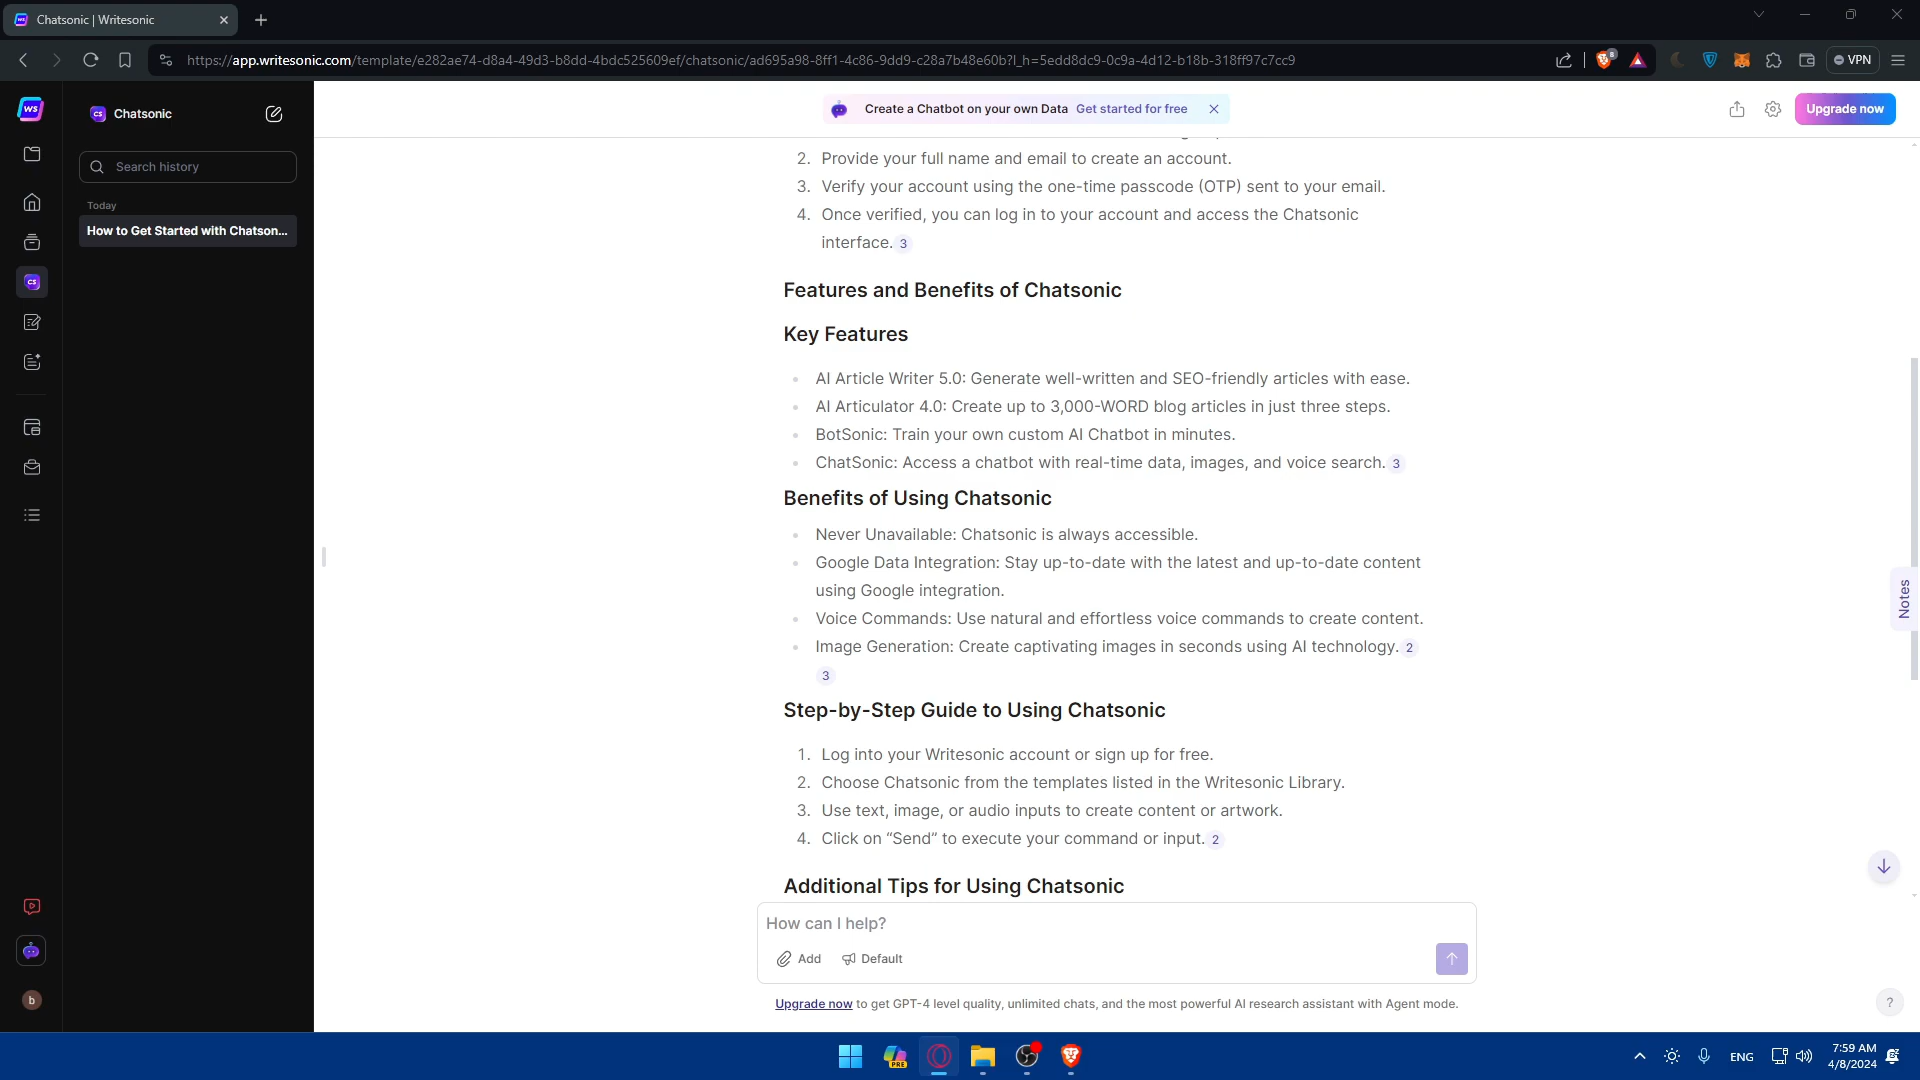 Chatsonic | Writesonic
https://app.writesonic.com/template/e282ae74-d8a4-49d3-b8dd-4bdc525609ef/chatsonic/ad695a98-8ff1-4c86-9dd9-c28a7b48e60b?l_h=5edd8dc9-0c9a-4d12-b18b-318ff97c7cc9
8
VPN
ws
cs Chatsonic
Create a Chatbot on your own Data Get started for free
Upgrade now
Search history
Today
How to Get Started with Chatson...
cs
2. Provide your full name and email to create an account.
3. Verify your account using the one-time passcode (OTP) sent to your email.
4. Once verified, you can log in to your account and access the Chatsonic
interface. 3
Features and Benefits of Chatsonic
Key Features
AI Article Writer 5.0: Generate well-written and SEO-friendly articles with ease.
AI Articulator 4.0: Create up to 3,000-WORD blog articles in just three steps.
BotSonic: Train your own custom AI Chatbot in minutes.
ChatSonic: Access a chatbot with real-time data, images, and voice search. 3
Benefits of Using Chatsonic
Never Unavailable: Chatsonic is always accessible.
Google Data Integration: Stay up-to-date with the latest and up-to-date content
using Google integration.
Voice Commands: Use natural and effortless voice commands to create content.
Image Generation: Create captivating images in seconds using AI technology. 2
3
Notes
Step-by-Step Guide to Using Chatsonic
1. Log into your Writesonic account or sign up for free.
2. Choose Chatsonic from the templates listed in the Writesonic Library.
3. Use text, image, or audio inputs to create content or artwork.
4. Click on “Send” to execute your command or input. 2
Additional Tips for Using Chatsonic
How can I help?
Add Default
Upgrade now to get GPT-4 level quality, unlimited chats, and the most powerful AI research assistant with Agent mode.
b
?
PRE
ENG
7:59 AM
4/8/2024